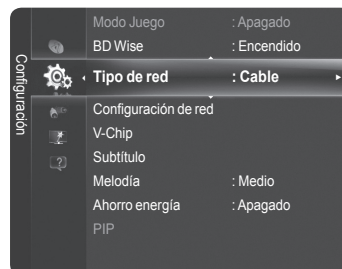 Configuración
Modo Juego : Apagado
BD Wise : Encendido
Tipo de red : Cable
Configuración de red
V-Chip
Subtítulo
Melodía : Medio
Ahorro energía : Apagado
PIP